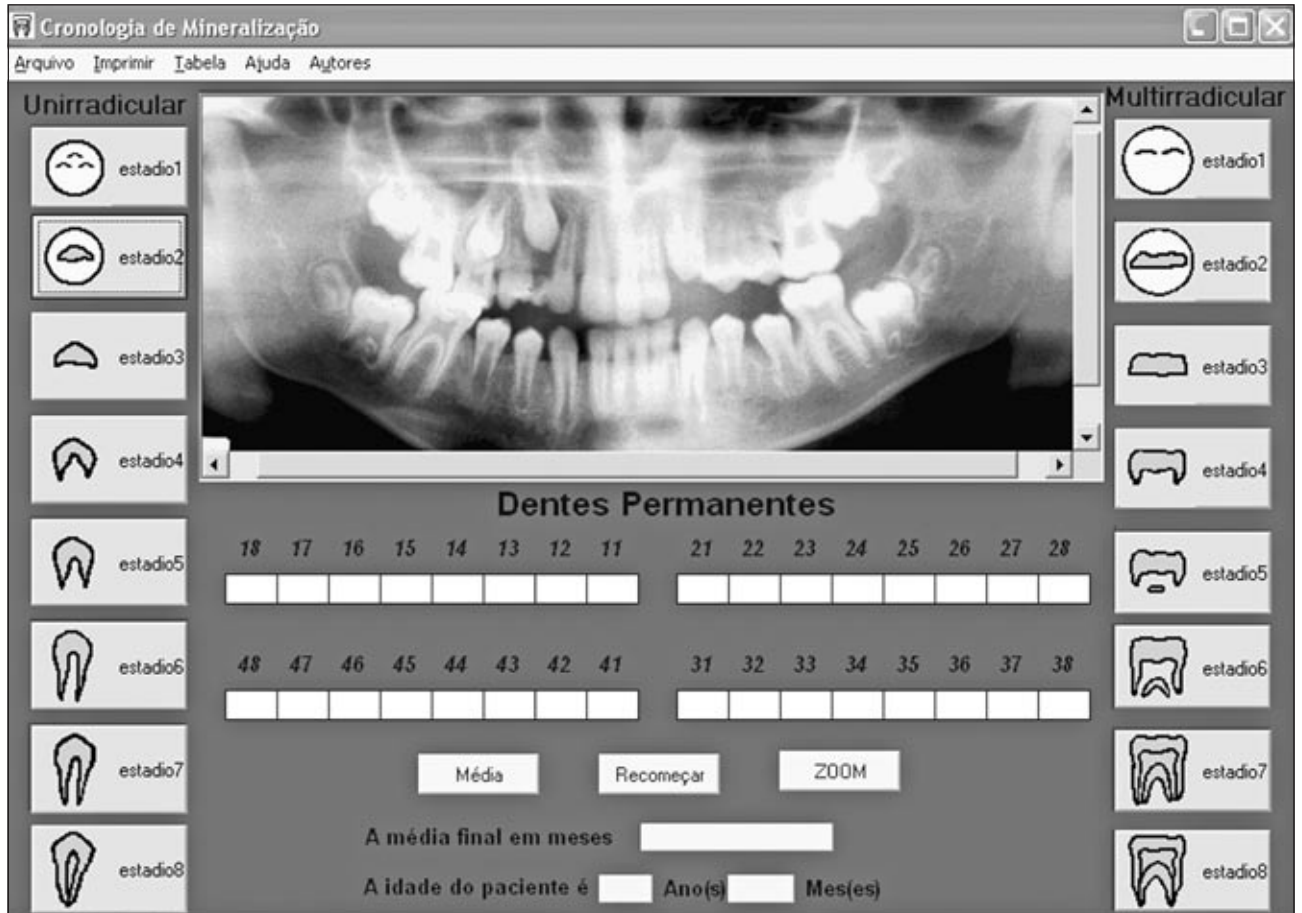 Cronologia de Mineralização
Arquivo Imprimir Tabela Ajuda Autores
Unirradicular
estadio1
estadio2
estadio3
estadio4
estadio5
estadio6
estadio7
estadio8
Multirradicular
estadio1
estadio2
estadio3
estadio4
estadio5
estadio6
estadio7
estadio8
Dentes Permanentes
18 17 16 15 14 13 12 11 21 22 23 24 25 26 27 28
48 47 46 45 44 43 42 41 31 32 33 34 35 36 37 38
Média Recomeçar ZOOM
A média final em meses
A idade do paciente é Ano(s) Mes(es)